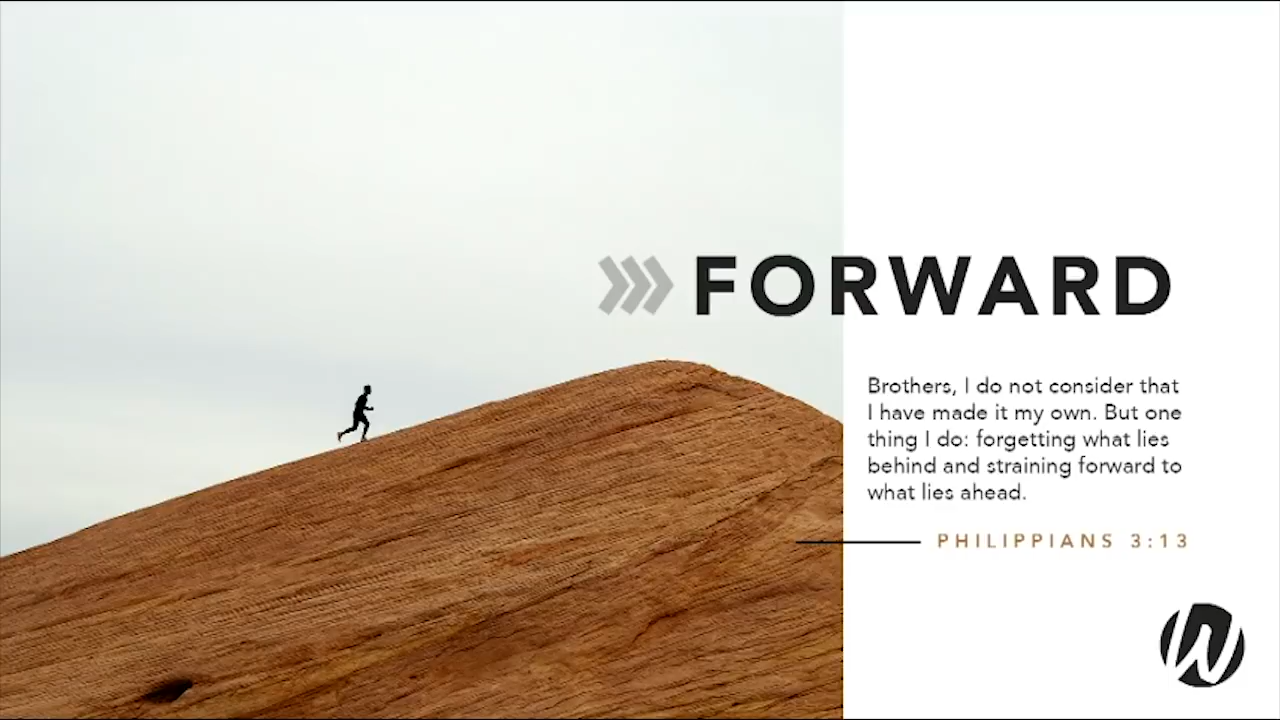 FORWARD
Brothers, I do not consider that
I have made it my own. But one
thing I do: forgetting what lies
behind and straining forward to
what lies ahead.
PHILIPPIANS 3:13
W